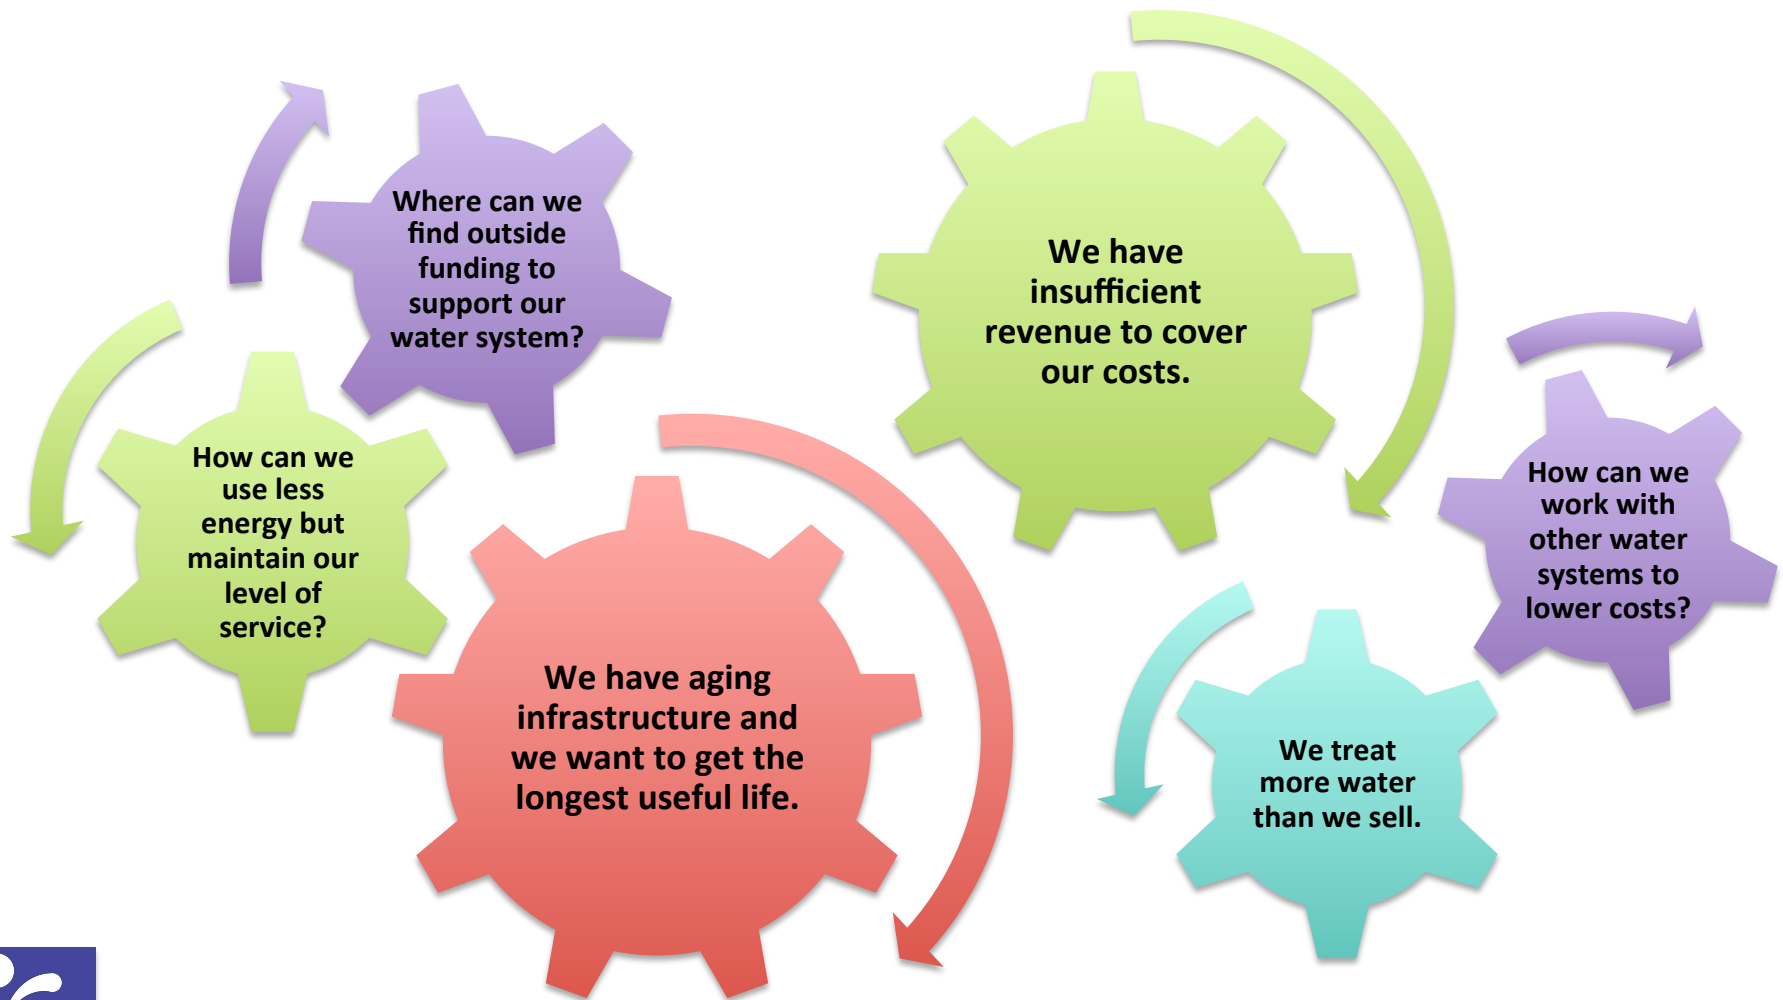 Where can we
find outside
funding to
support our
water system?
We have
insufficient
revenue to cover
our costs.
How can we
use less
energy but
maintain our
level of
service?
How can we
work with
other water
systems to
lower costs?
We have aging
infrastructure and
we want to get the
longest useful life.
We treat
more water
than we sell.